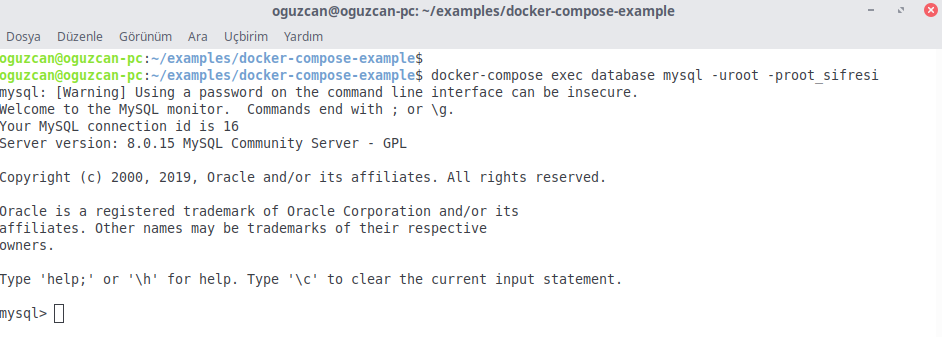 oguzcan@oguzcan-pc: ~/examples/docker-compose-example
Dosya Düzenle Görünüm Ara Uçbirim Yardım
oguzcan@oguzcan-pc:~/examples/docker-compose-example$
oguzcan@oguzcan-pc:~/examples/docker-compose-example$ docker-compose exec database mysql -uroot -proot_sifresi
mysql: [Warning] Using a password on the command line interface can be insecure.
Welcome to the MySQL monitor.  Commands end with ; or \g.
Your MySQL connection id is 16
Server version: 8.0.15 MySQL Community Server - GPL

Copyright (c) 2000, 2019, Oracle and/or its affiliates. All rights reserved.

Oracle is a registered trademark of Oracle Corporation and/or its
affiliates. Other names may be trademarks of their respective
owners.

Type 'help;' or '\h' for help. Type '\c' to clear the current input statement.

mysql>